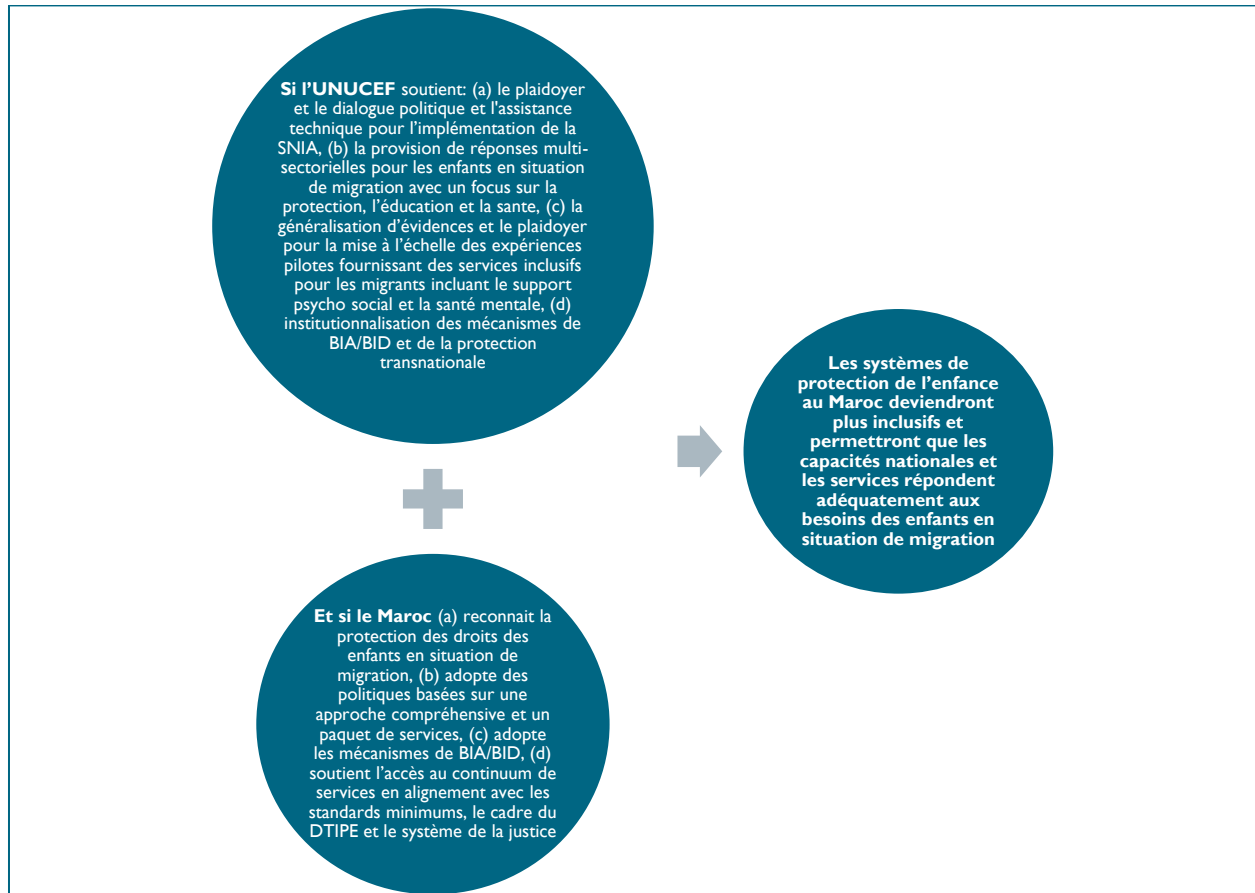 Si l'UNUCEF soutient: (a) le plaidoyer
et le dialogue politique et l'assistance
technique pour l'implémentation de la
SNIA, (b) la provision de réponses multi-
sectorielles pour les enfants en situation
de migration avec un focus sur la
protection, l'éducation et la sante, (c) la
généralisation d'évidences et le plaidoyer
pour la mise à l'échelle des expériences
pilotes fournissant des services inclusifs
pour les migrants incluant le support
psycho social et la santé mentale, (d)
institutionnalisation des mécanismes de
BIA/BID et de la protection
transnationale
Et si le Maroc (a) reconnait la
protection des droits des
enfants en situation de
migration, (b) adopte des
politiques basées sur une
approche compréhensive et un
paquet de services, (c) adopte
les mécanismes de BIA/BID, (d)
soutient l'accès au continuum de
services en alignement avec les
standards minimums, le cadre du
DTIPE et le système de la justice
Les systèmes de
protection de l'enfance
au Maroc deviendront
plus inclusifs et
permettront que les
capacités nationales et
les services répondent
adéquatement aux
besoins des enfants en
situation de migration